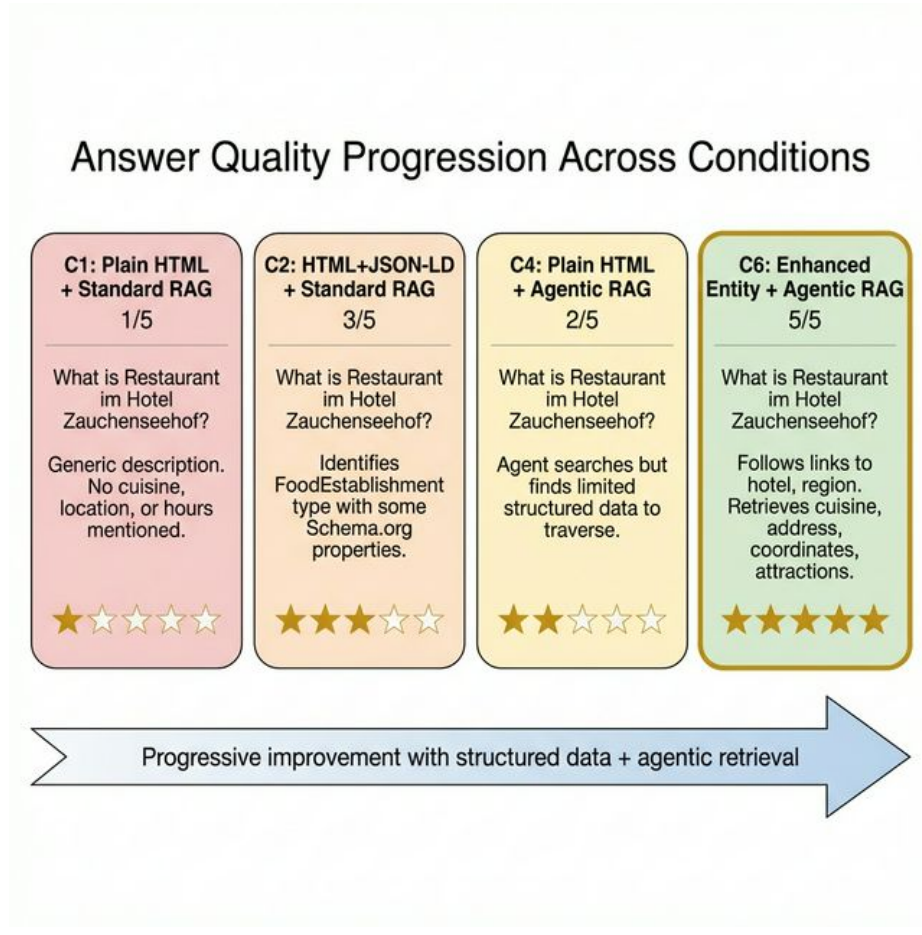 Answer Quality Progression Across Conditions
C1: Plain HTML
+ Standard RAG
1/5
What is Restaurant
im Hotel
Zauchenseehof?
Generic description.
No cuisine,
location, or hours
mentioned.
C2: HTML+JSON-LD
+ Standard RAG
3/5
What is Restaurant
im Hotel
Zauchenseehof?
Identifies
FoodEstablishment
type with some
Schema.org
properties.
C4: Plain HTML
+ Agentic RAG
2/5
What is Restaurant
im Hotel
Zauchenseehof?
Agent searches but
finds limited
structured data to
traverse.
C6: Enhanced
Entity + Agentic RAG
5/5
What is Restaurant
im Hotel
Zauchenseehof?
Follows links to
hotel, region.
Retrieves cuisine,
address,
coordinates,
attractions.
Progressive improvement with structured data + agentic retrieval